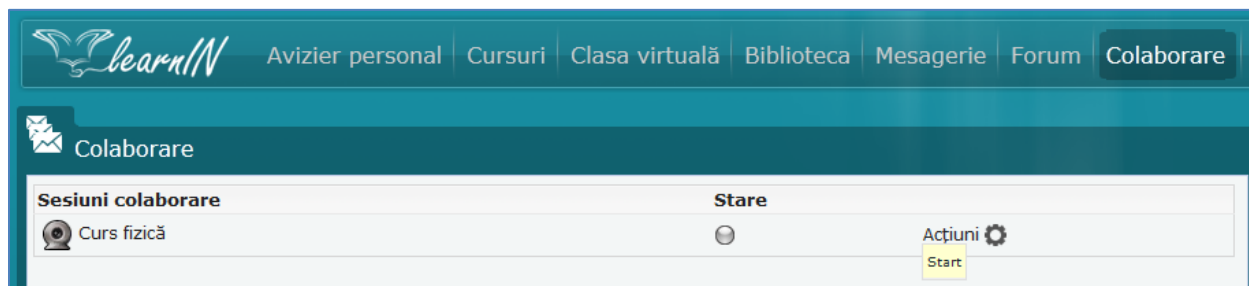 learnIN Avizier personal Cursuri Clasa virtuală Biblioteca Mesagerie Forum Colaborare
Colaborare
Sesiuni colaborare Stare
Curs fizică Acțiuni
Start